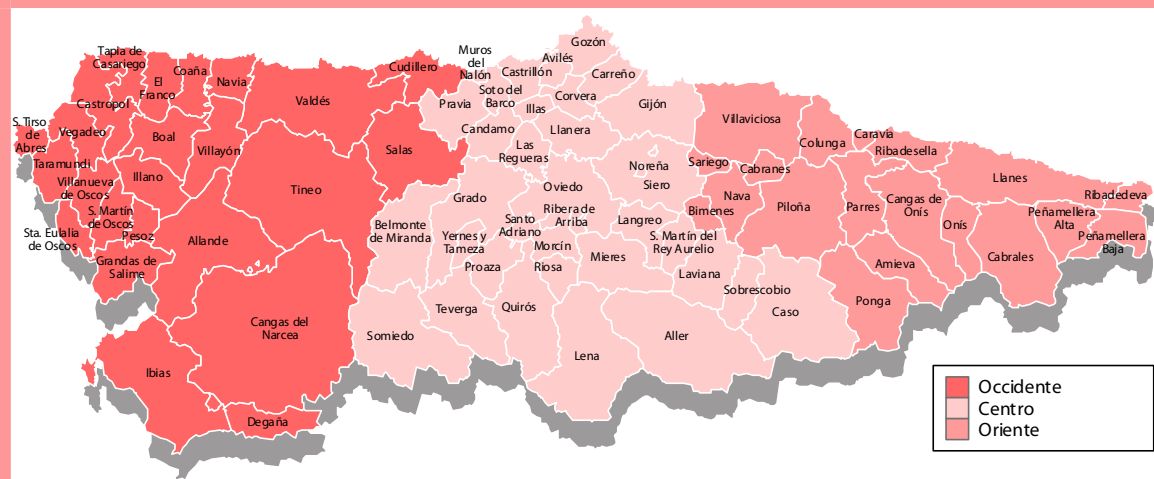 Tapia de
Casariego
El
Franco
Coaña
Navia
Valdés
Cudillero
Muros
del
Nalón
Soto del
Barco
Castrillón
Avilés
Gozón
Carreño
Corvera
Illas
Gijón
Pravia
Candamo
Llanera
Las
Regueras
Villaviciosa
Colunga
Caravia
Ribadesella
Llanes
Ribadedeva
Castropol
S. Tirso
de
Abres
Vegadeo
Boal
Villayón
Salas
Noreña
Siero
Sariego
Cabranes
Taramundi
Villanueva
de Oscos
Illano
Tineo
Grado
Oviedo
Nava
Bimenes
Piloña
Parres
Cangas de
Onís
Onís
Peñamellera
Alta
Peñamellera
Baja
S. Martín
de Oscos
Pesoz
Sta. Eulalia
de Oscos
Grandas de
Salime
Allande
Belmonte
de Miranda
Yernes y
Tameza
Santo
Adriano
Ribera de
Arriba
Langreo
S. Martín del
Rey Aurelio
Morcín
Riosa
Mieres
Proaza
Laviana
Sobrescobio
Caso
Amieva
Ponga
Cabrales
Teverga
Quirós
Somiedo
Lena
Aller
Cangas del
Narcea
Ibias
Degaña
Occidente
Centro
Oriente